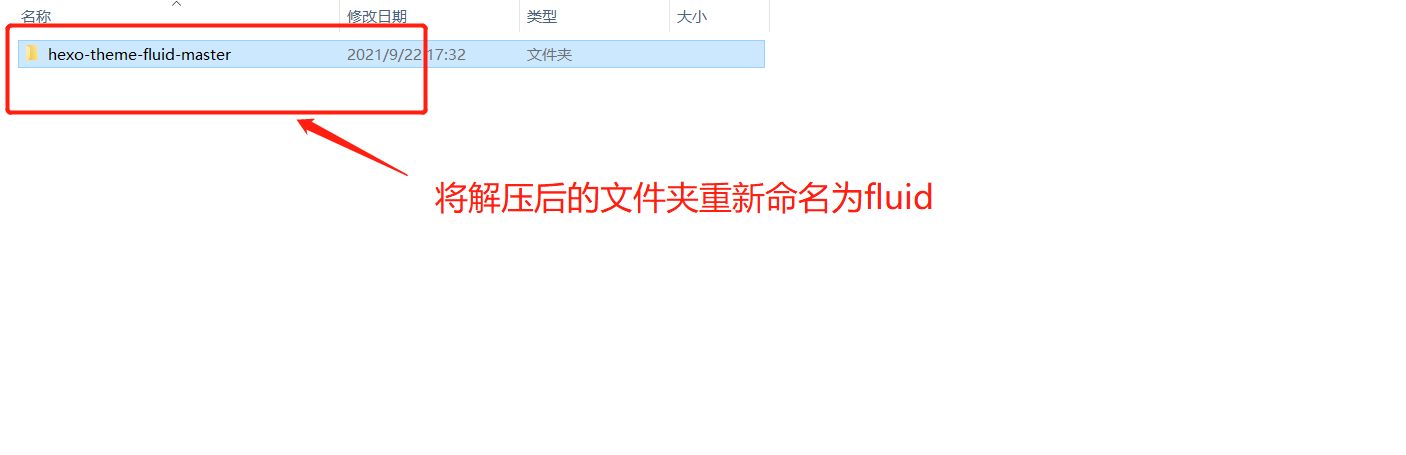 名称 修改日期 类型 大小
hexo-theme-fluid-master 2021/9/22 17:32 文件夹
将解压后的文件夹重新命名为fluid